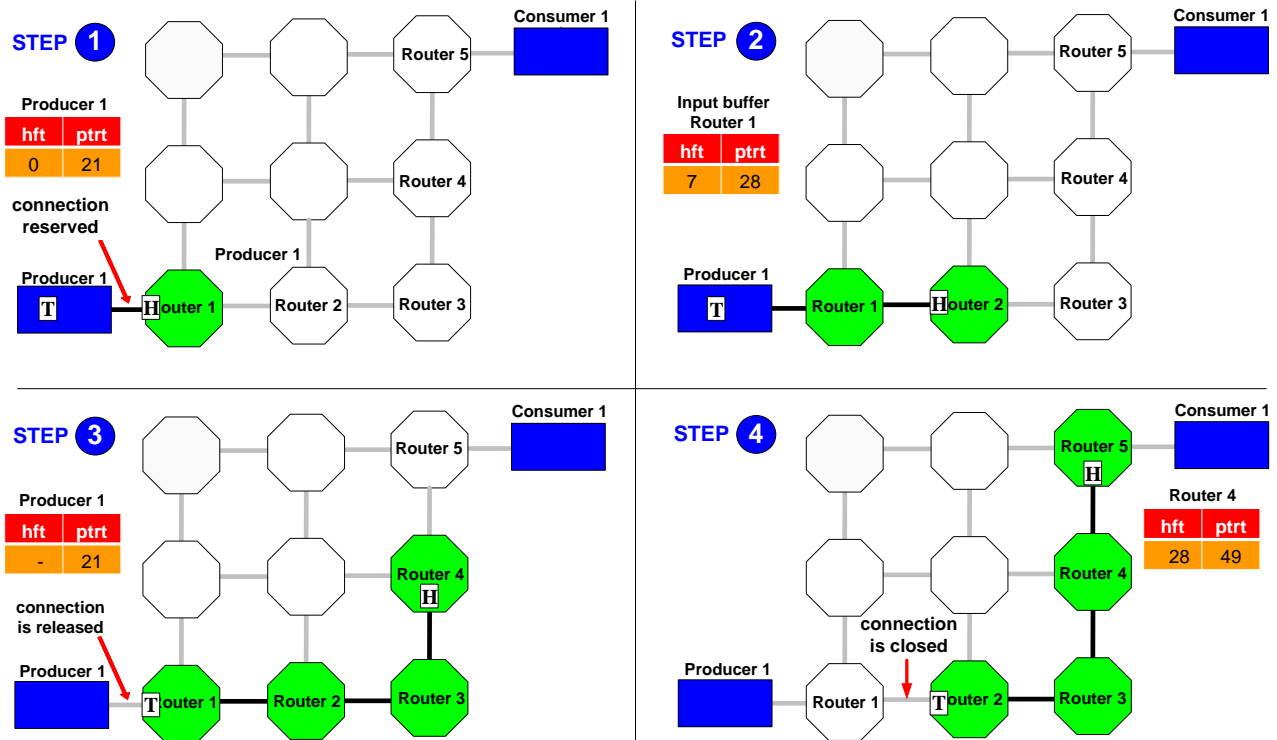 STEP 1
Consumer 1
Router 5
Producer 1
hft ptrt
0 21
Router 4
connection
reserved
Producer 1
Producer 1
T
H
outer 1
Router 2
Router 3
STEP 2
Consumer 1
Router 5
Input buffer
Router 1
hft ptrt
7 28
Router 4
Producer 1
T
Router 1
H
outer 2
Router 3
STEP 3
Consumer 1
Router 5
Producer 1
hft ptrt
- 21
Router 4
H
connection
is released
Producer 1
T
outer 1
Router 2
Router 3
STEP 4
Consumer 1
Router 5
H
Router 4
hft ptrt
28 49
Router 4
connection
is closed
Producer 1
Router 1
T
outer 2
Router 3